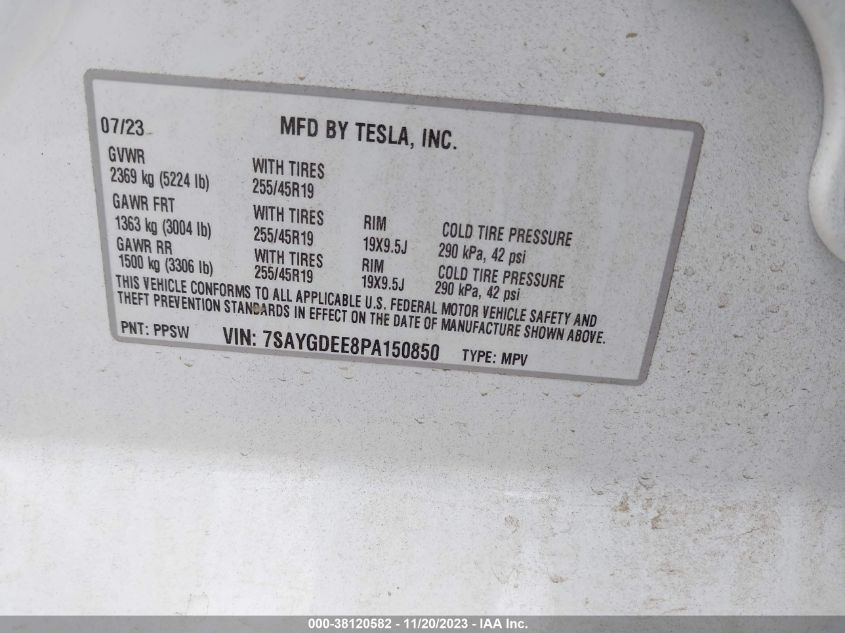 07/23 MFD BY TESLA, INC.
GVWR
2369 kg (5224 lb) WITH TIRES
255/45R19
GAWR FRT
1363 kg (3004 lb) WITH TIRES
255/45R19 RIM
19X9.5J COLD TIRE PRESSURE
290 kPa, 42 psi
GAWR RR
1500 kg (3306 lb) WITH TIRES
255/45R19 RIM
19X9.5J COLD TIRE PRESSURE
290 kPa, 42 psi
THIS VEHICLE CONFORMS TO ALL APPLICABLE U.S. FEDERAL MOTOR VEHICLE SAFETY AND
THEFT PREVENTION STANDARDS IN EFFECT ON THE DATE OF MANUFACTURE SHOWN ABOVE.
PNT: PPSW VIN: 7SAYGDEE8PA150850 TYPE: MPV
000-38120582 - 11/20/2023 - IAA Inc.